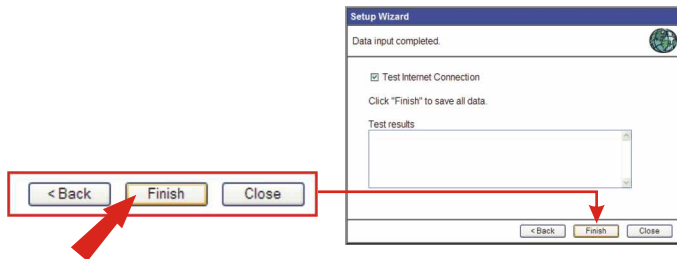 Setup Wizard
Data input completed.
Test Internet Connection
Click "Finish" to save all data.
Test results
< Back Finish Close
< Back Finish Close